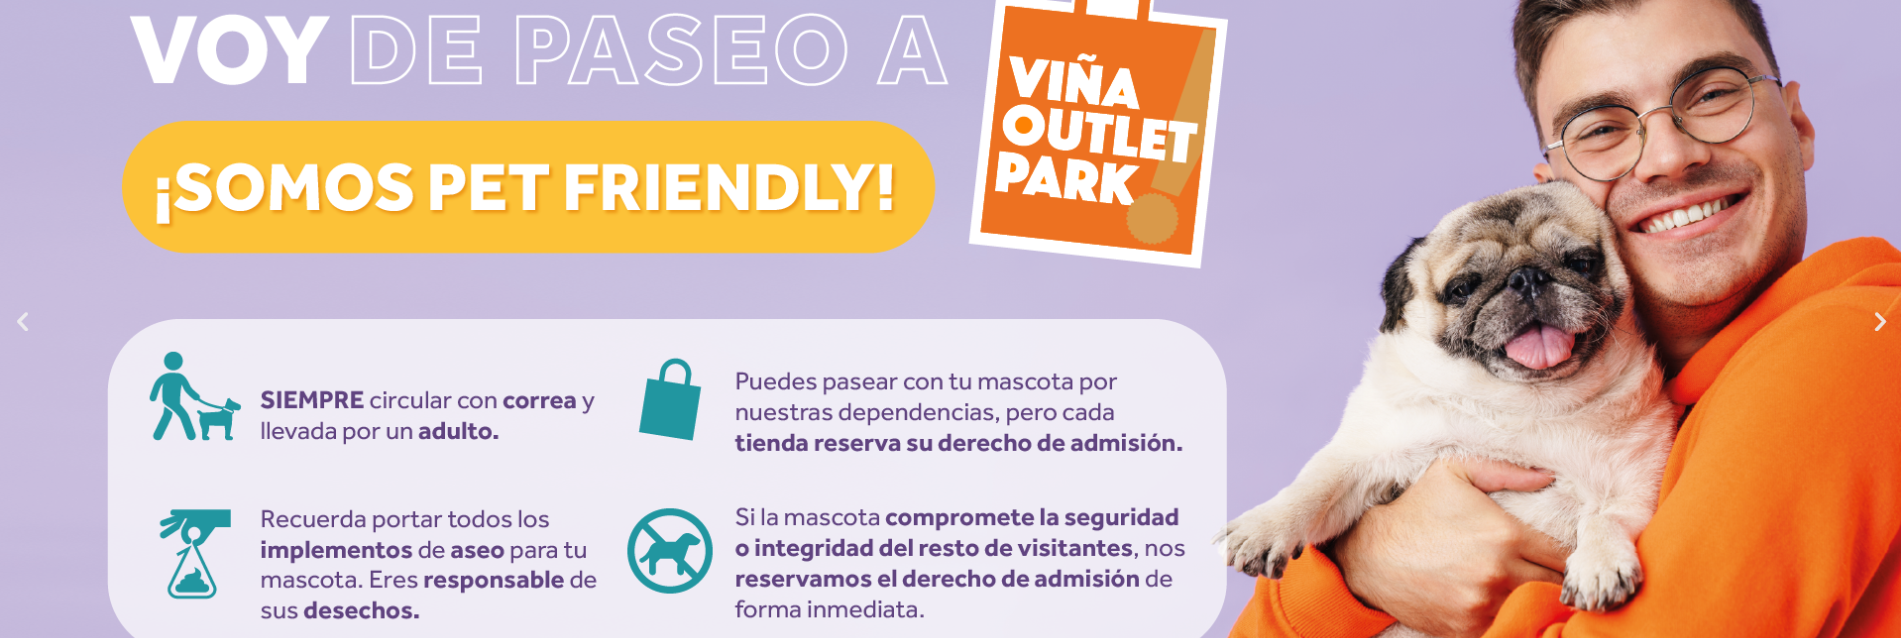 VOY DE PASEO A
VIÑA
OUTLET
PARK
¡SOMOS PET FRIENDLY!
SIEMPRE circular con correa y
llevada por un adulto.
Puedes pasear con tu mascota por
nuestras dependencias, pero cada
tienda reserva su derecho de admisión.
Recuerda portar todos los
implementos de aseo para tu
mascota. Eres responsable de
sus desechos.
Si la mascota compromete la seguridad
o integridad del resto de visitantes, nos
reservamos el derecho de admisión de
forma inmediata.